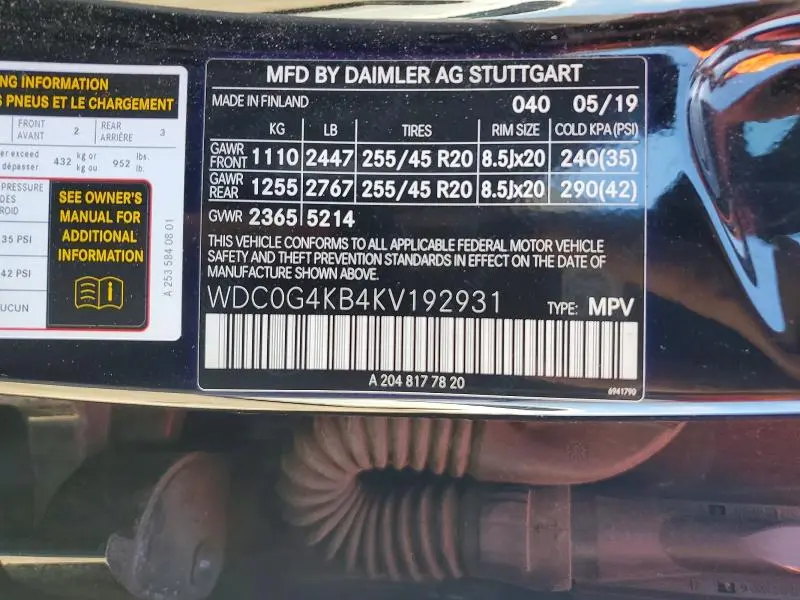 NG INFORMATION
S PNEUS ET LE CHARGEMENT
FRONT
AVANT
2
REAR
ARRIÈRE
3
er exceed
dépasser
432
kg or
kg ou
952
lbs.
lb.
PRESSURE
DES
ROID
35 PSI
42 PSI
UCUN
SEE OWNER'S
MANUAL FOR
ADDITIONAL
INFORMATION
A 253 584 08 01
MFD BY DAIMLER AG STUTTGART
MADE IN FINLAND 040 05/19
KG LB TIRES RIM SIZE COLD KPA (PSI)
GAWR FRONT 1110 2447 255/45 R20 8.5Jx20 240(35)
GAWR REAR 1255 2767 255/45 R20 8.5Jx20 290(42)
GVWR 2365 5214
THIS VEHICLE CONFORMS TO ALL APPLICABLE FEDERAL MOTOR VEHICLE
SAFETY AND THEFT PREVENTION STANDARDS IN EFFECT ON THE DATE OF
MANUFACTURE SHOWN ABOVE.
WDC0G4KB4KV192931 TYPE: MPV
A 204 817 78 20
6941790